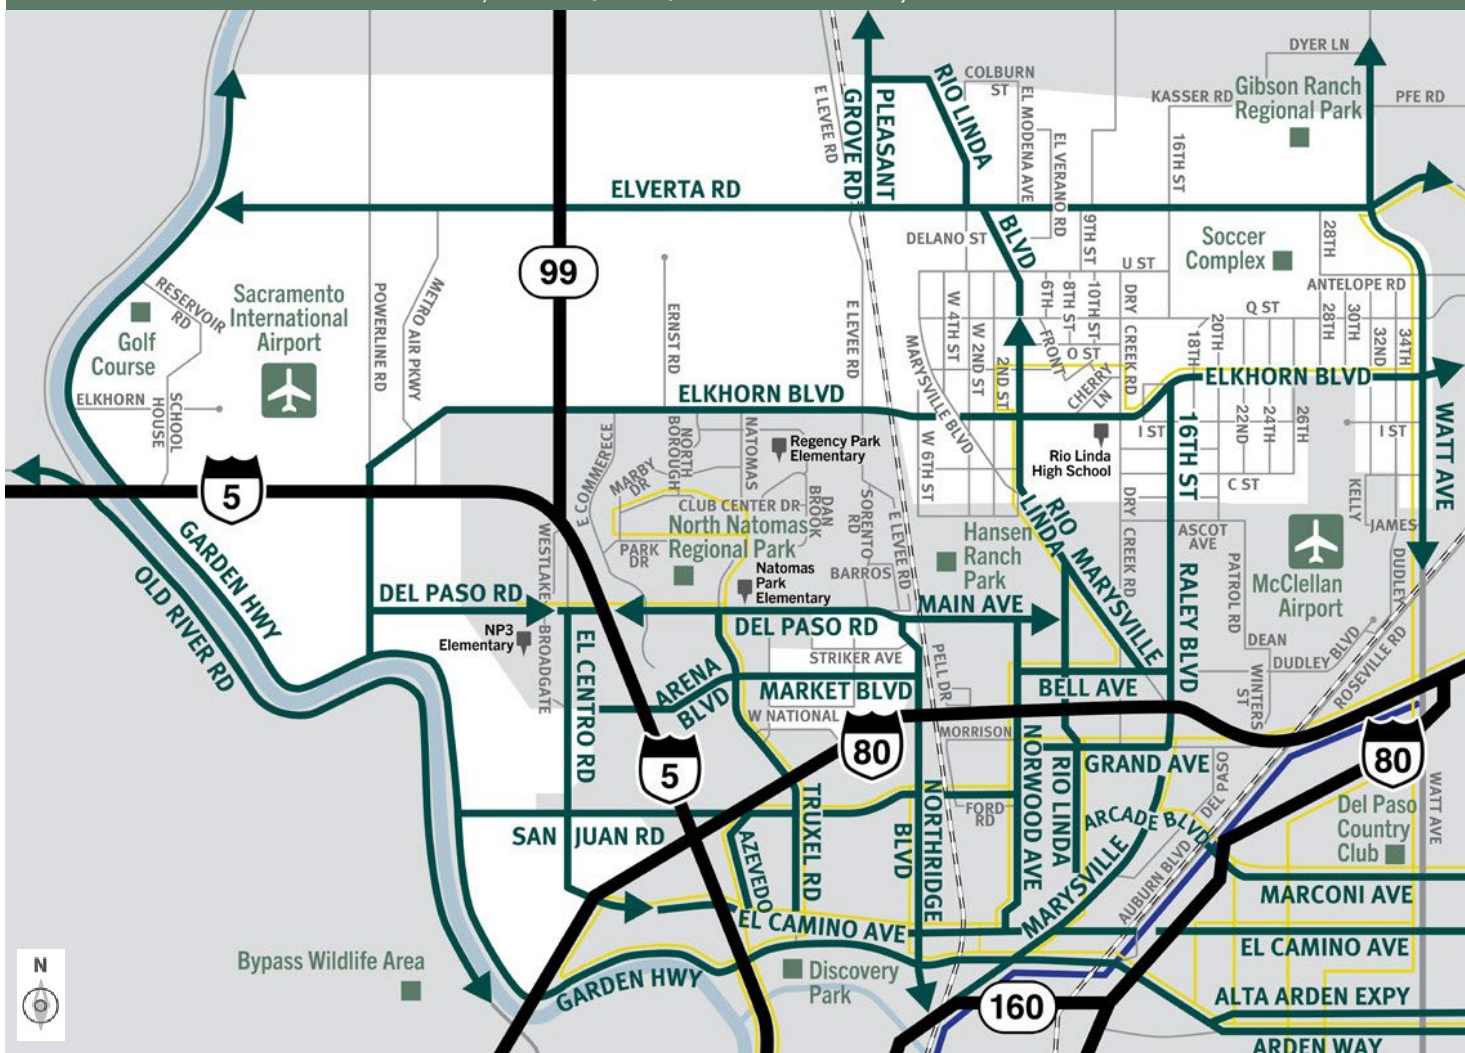 DYER LN
COLBURN
ST
KASSER RD
Gibson Ranch
Regional Park
PFE RD
E LEVEE RD
GROVE RD
PLEASANT
RIO LINDA
EL MODENA AVE
EL VERANO RD
16TH ST
ELVERTA RD
DELANO ST
BLVD
9TH ST
U ST
Soccer
Complex
28TH
99
RESERVOIR
RD
Golf
Course
Sacramento
International
Airport
POWERLINE RD
METRO AIR PKWY
ERNST RD
E LEVEE RD
MARYSVILLE BLVD
W 4TH ST
W 2ND ST
2ND ST
6TH
8TH ST
10TH ST
FRONT
O ST
CHERRY
LN
DRY
CREEK RD
18TH
20TH
Q ST
ANTELOPE RD
28TH
30TH
32ND
34TH
ELKHORN
SCHOOL
HOUSE
ELKHORN BLVD
ELKHORN BLVD
22ND
24TH
26TH
I ST
I ST
WATT AVE
16TH ST
E COMMERECE
NORTH
BOROUGH
NATOMAS
Regency Park
Elementary
W 6TH ST
Rio Linda
High School
MARBY
DR
CLUB CENTER DR
DAN
BROOK
C ST
KELLY
5
North Natomas
Regional Park
PARK
DR
SORENTO
RD
E LEVEE RD
Hansen
Ranch
Park
RIO
LINDA
DRY
CREEK RD
ASCOT
AVE
JAMES
GARDEN HWY
OLD RIVER RD
WESTLAKE
BROADGATE
BARROS
Natomas
Park
Elementary
MARYSVILLE
RALEY BLVD
PATROL RD
McClellan
Airport
DUDLEY
DEL PASO RD
DEL PASO RD
MAIN AVE
NP3
Elementary
EL CENTRO RD
STRIKER AVE
PELL DR
DEAN
DUDLEY BLVD
ROSEVILLE RD
ARENA
BLVD
MARKET BLVD
BELL AVE
WINTERS
ST
W NATIONAL
80
MORRISON
5
NORWOOD AVE
RIO LINDA
GRAND AVE
80
WATT AVE
TRUXEL RD
NORTHRIDGE
BLVD
FORD
RD
DEL PASO
ARCADE BLVD
Del Paso
Country
Club
SAN JUAN RD
AZEVEDO
MARYSVILLE
AUBURN BLVD
MARCONI AVE
EL CAMINO AVE
EL CAMINO AVE
Bypass Wildlife Area
N
GARDEN HWY
Discovery
Park
160
ALTA ARDEN EXPY
ARDEN WAY